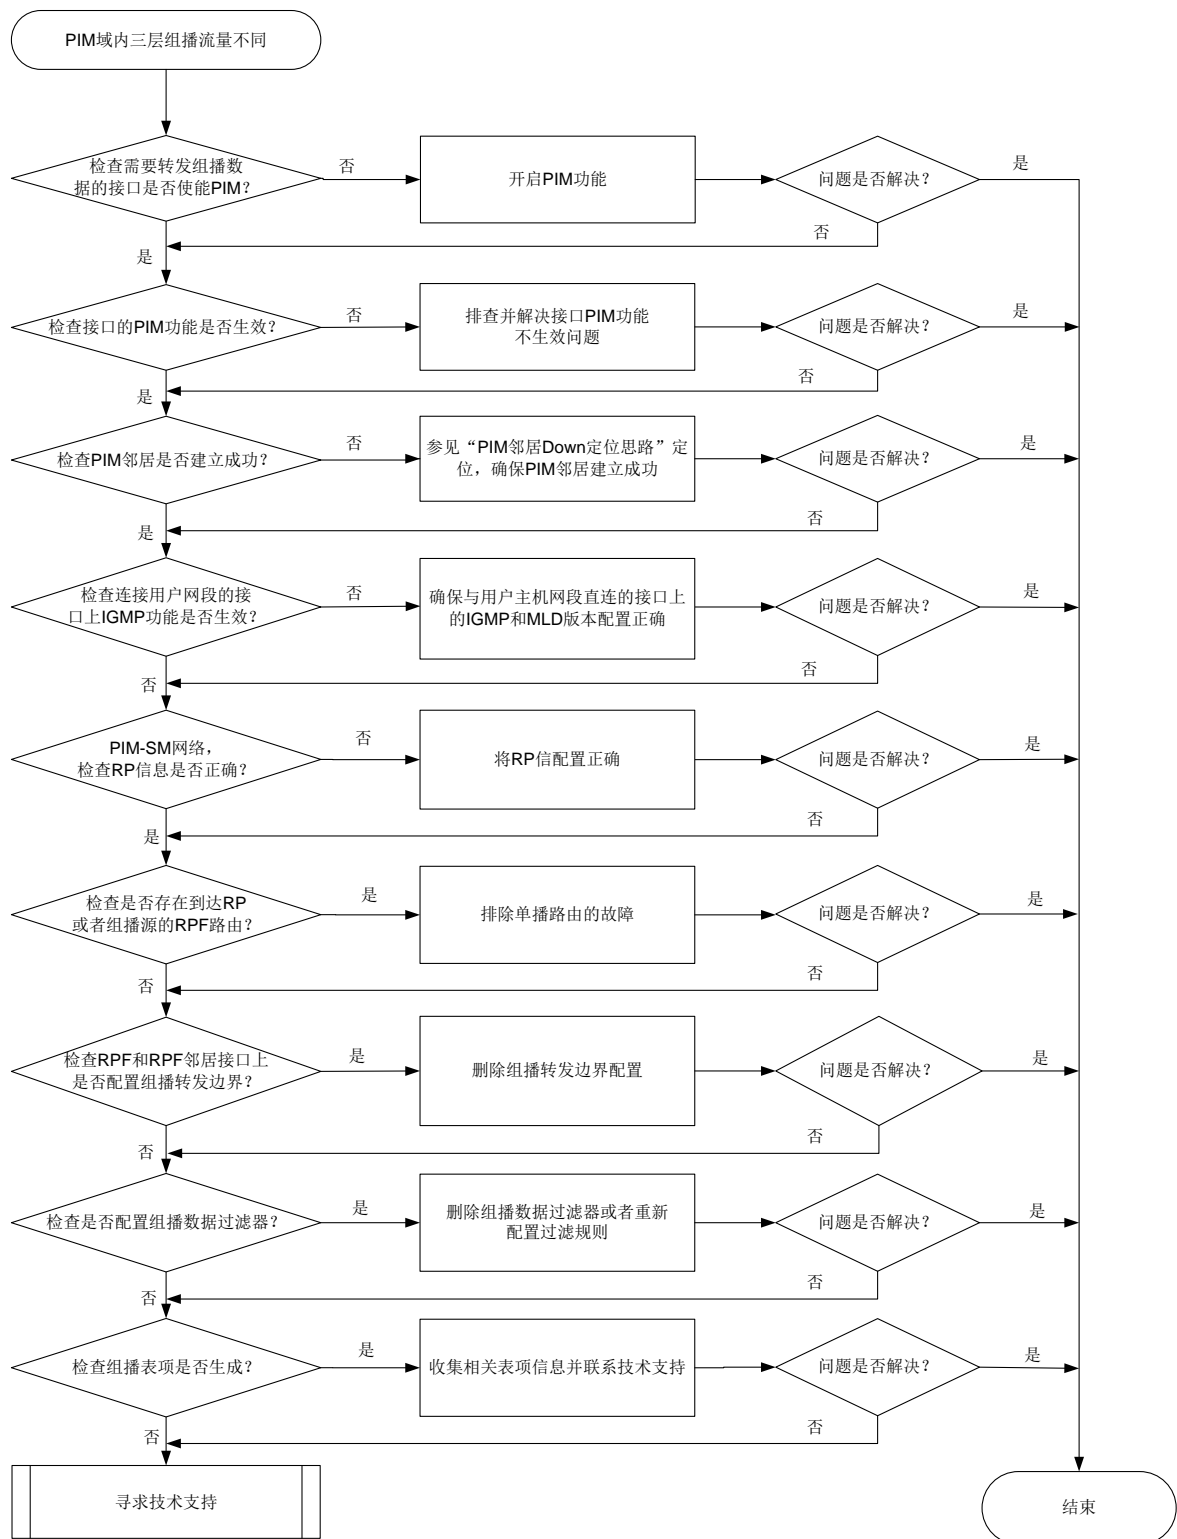 PIM域内三层组播流量不同
检查需要转发组播数
据的接口是否使能PIM？
否
开启PIM功能
问题是否解决？
是
否
是
检查接口的PIM功能是否生效？
否
排查并解决接口PIM功能
不生效问题
问题是否解决？
是
否
是
检查PIM邻居是否建立成功？
否
参见“PIM邻居Down定位思路”定
位，确保PIM邻居建立成功
问题是否解决？
是
否
是
检查连接用户网段的接
口上IGMP功能是否生效？
否
确保与用户主机网段直连的接口上
的IGMP和MLD版本配置正确
问题是否解决？
是
否
否
PIM-SM网络，
检查RP信息是否正确？
否
将RP信配置正确
问题是否解决？
是
否
是
检查是否存在到达RP
或者组播源的RPF路由？
是
排除单播路由的故障
问题是否解决？
是
否
否
检查RPF和RPF邻居接口上
是否配置组播转发边界？
是
删除组播转发边界配置
问题是否解决？
是
否
否
检查是否配置组播数据过滤器？
是
删除组播数据过滤器或者重新
配置过滤规则
问题是否解决？
是
否
否
检查组播表项是否生成？
是
收集相关表项信息并联系技术支持
问题是否解决？
是
否
否
寻求技术支持
结束